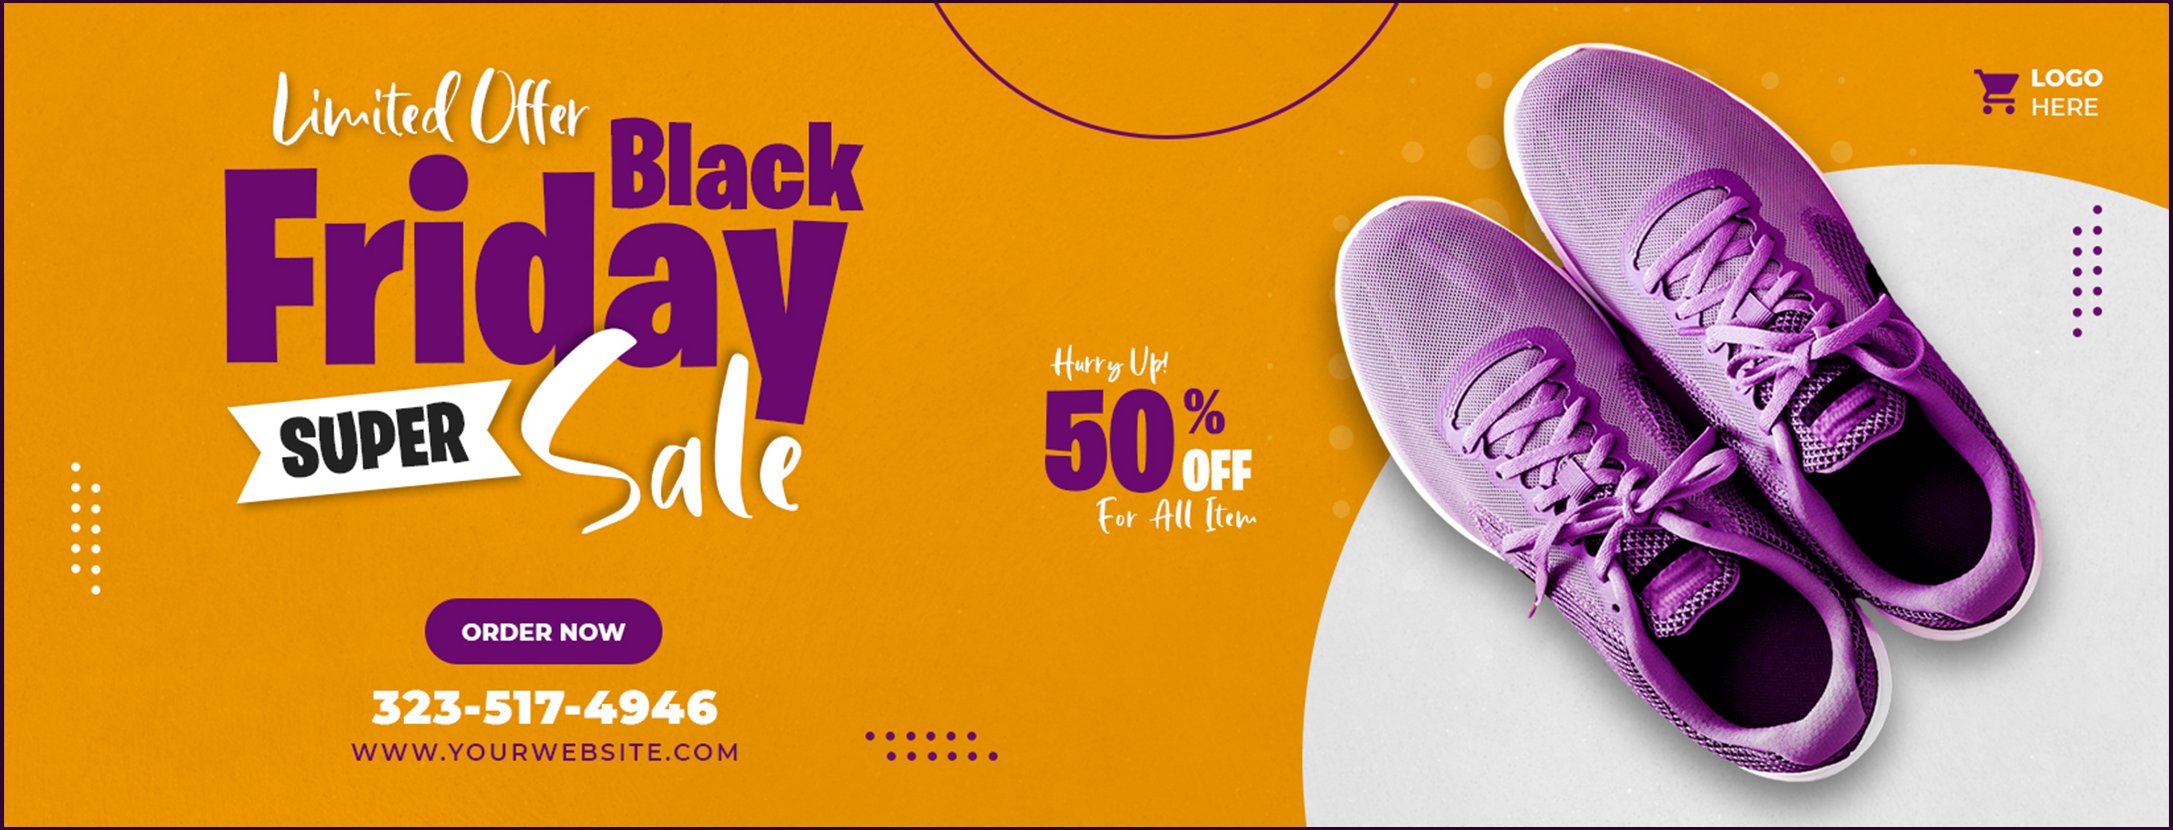 Limited Offer
Black
Friday
SUPER
Sale
ORDER NOW
323-517-4946
WWW.YOURWEBSITE.COM
Hurry Up!
50%
OFF
For All Item
LOGO
HERE